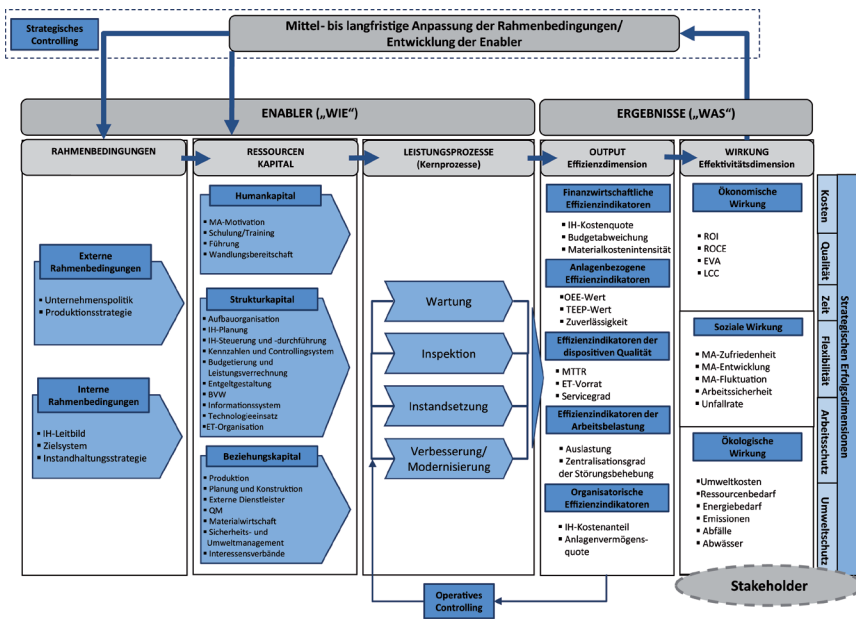 Strategisches
Controlling
Mittel- bis langfristige Anpassung der Rahmenbedingungen/
Entwicklung der Enabler
ENABLER („WIE“)
ERGEBNISSE („WAS“)
RAHMENBEDINGUNGEN
Externe
Rahmenbedingungen
▪ Unternehmenspolitik
▪ Produktionsstrategie
Interne
Rahmenbedingungen
▪ IH-Leitbild
▪ Zielsystem
▪ Instandhaltungsstrategie
RESSOURCEN
KAPITAL
Humankapital
▪ MA-Motivation
▪ Schulung/Training
▪ Führung
▪ Wandlungsbereitschaft
Strukturkapital
▪ Aufbauorganisation
▪ IH-Planung
▪ IH-Steuerung und -durchführung
▪ Kennzahlen und Controllingsystem
▪ Budgetierung und
Leistungsverrechnung
▪ Entgeltgestaltung
▪ BVW
▪ Informationssystem
▪ Technologieeinsatz
▪ ET-Organisation
Beziehungskapital
▪ Produktion
▪ Planung und Konstruktion
▪ Externe Dienstleister
▪ QM
▪ Materialwirtschaft
▪ Sicherheits- und
Umweltmanagement
▪ Interessensverbände
LEISTUNGSPROZESSE
(Kernprozesse)
Wartung
Inspektion
Instandsetzung
Verbesserung/
Modernisierung
OUTPUT
Effizienzdimension
Finanzwirtschaftliche
Effizienzindikatoren
▪ IH-Kostenquote
▪ Budgetabweichung
▪ Materialkostenintensität
Anlagenbezogene
Effizienzindikatoren
▪ OEE-Wert
▪ TEEP-Wert
▪ Zuverlässigkeit
Effizienzindikatoren der
dispositiven Qualität
▪ MTTR
▪ ET-Vorrat
▪ Servicegrad
Effizienzindikatoren der
Arbeitsbelastung
▪ Auslastung
▪ Zentralisationsgrad
der Störungsbehebung
Organisatorische
Effizienzindikatoren
▪ IH-Kostenanteil
▪ Anlagenvermögens-
quote
WIRKUNG
Effektivitätsdimension
Ökonomische
Wirkung
▪ ROI
▪ ROCE
▪ EVA
▪ LCC
Soziale Wirkung
▪ MA-Zufriedenheit
▪ MA-Entwicklung
▪ MA-Fluktuation
▪ Arbeitssicherheit
▪ Unfallrate
Ökologische
Wirkung
▪ Umweltkosten
▪ Ressourcenbedarf
▪ Energiebedarf
▪ Emissionen
▪ Abfälle
▪ Abwässer
Kosten
Qualität
Zeit
Flexibilität
Arbeitsschutz
Umweltschutz
Strategischen Erfolgsdimensionen
Stakeholder
Operatives
Controlling